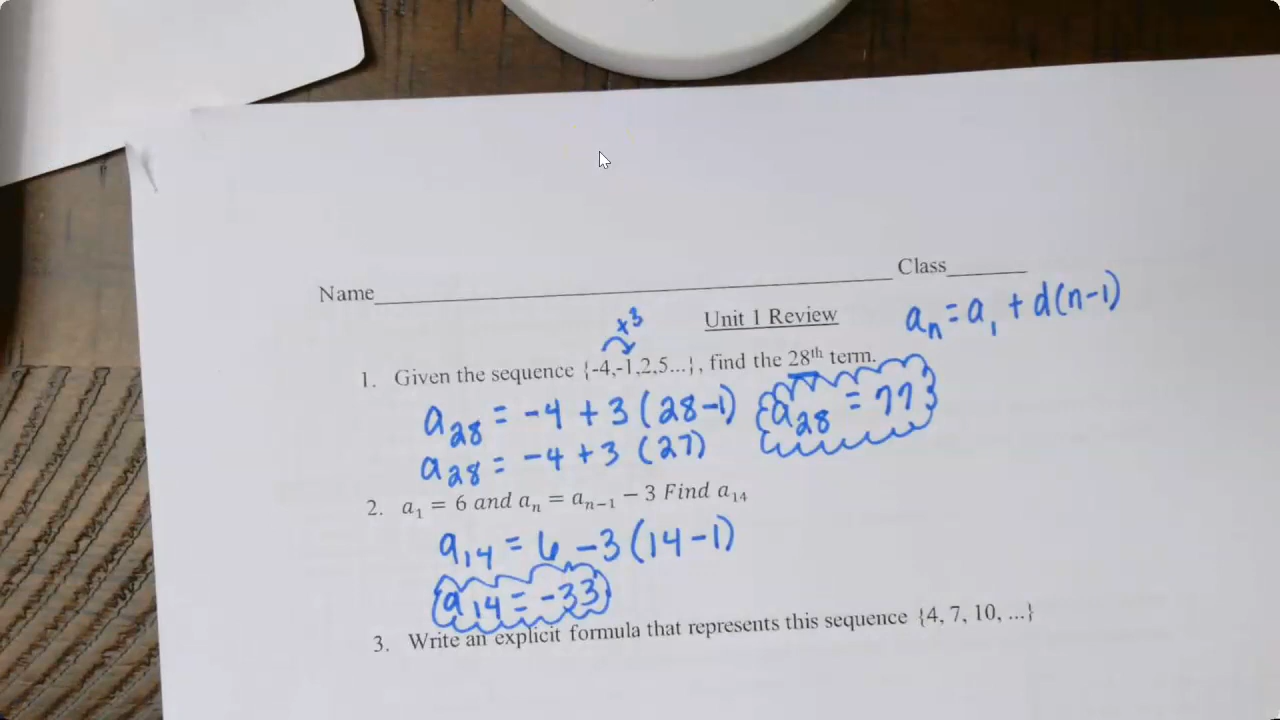 Name____________ Class______
Unit 1 Review
aₙ = a₁ + d(n-1)
+3
1. Given the sequence {-4,-1,2,5...}, find the 28th term.
a₂₈ = -4 + 3 (28-1)
a₂₈ = 77
a₂₈ = -4 + 3 (27)
2. a₁ = 6 and aₙ = aₙ₋₁ − 3 Find a₁₄
a₁₄ = 6 - 3(14-1)
a₁₄ = -33
3. Write an explicit formula that represents this sequence {4, 7, 10, ...}